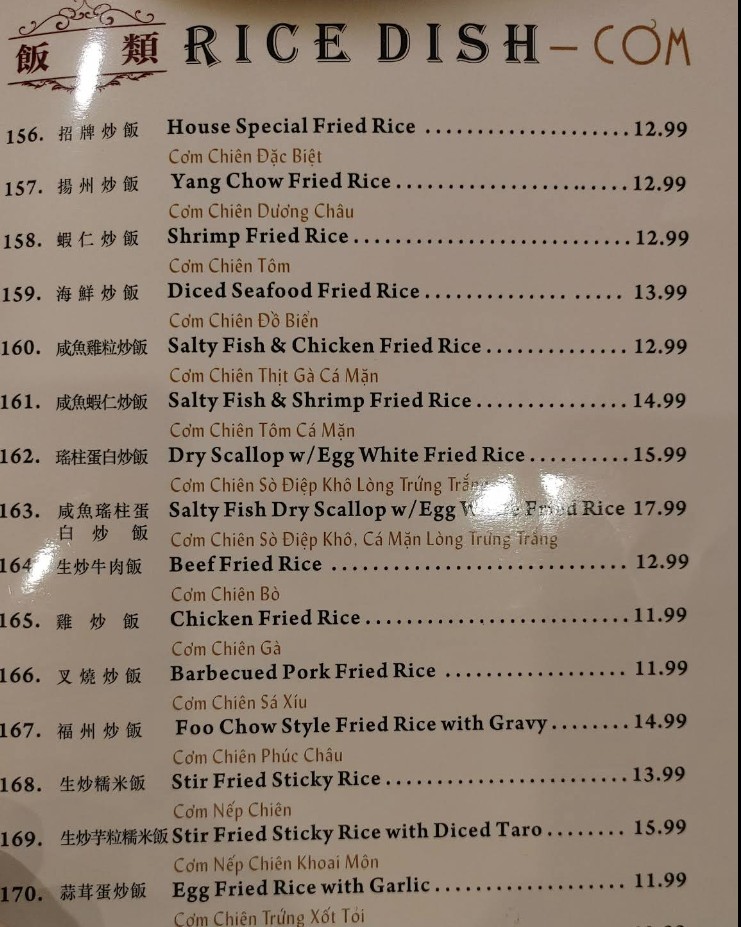 飯 類 RICE DISH – CƠM
156. 招牌炒飯 House Special Fried Rice .................... 12.99
Cơm Chiên Đặc Biệt
157. 揚州炒飯 Yang Chow Fried Rice ...................... 12.99
Cơm Chiên Dương Châu
158. 蝦仁炒飯 Shrimp Fried Rice .......................... 12.99
Cơm Chiên Tôm
159. 海鮮炒飯 Diced Seafood Fried Rice .................. 13.99
Cơm Chiên Đồ Biển
160. 咸魚雞粒炒飯 Salty Fish & Chicken Fried Rice ............. 12.99
Cơm Chiên Thịt Gà Cá Mặn
161. 咸魚蝦仁炒飯 Salty Fish & Shrimp Fried Rice .............. 14.99
Cơm Chiên Tôm Cá Mặn
162. 瑤柱蛋白炒飯 Dry Scallop w/Egg White Fried Rice .......... 15.99
Cơm Chiên Sò Điệp Khô Lòng Trứng Trắng
163. 咸魚瑤柱蛋 Salty Fish Dry Scallop w/Egg White Fried Rice 17.99
白炒飯
Cơm Chiên Sò Điệp Khô, Cá Mặn Lòng Trứng Trắng
164 生炒牛肉飯 Beef Fried Rice ............................ 12.99
Cơm Chiên Bò
165. 雞炒飯 Chicken Fried Rice ........................ 11.99
Cơm Chiên Gà
166. 叉燒炒飯 Barbecued Pork Fried Rice ................. 11.99
Cơm Chiên Sá Xíu
167. 福州炒飯 Foo Chow Style Fried Rice with Gravy ........ 14.99
Cơm Chiên Phúc Châu
168. 生炒糯米飯 Stir Fried Sticky Rice ....................... 13.99
Cơm Nếp Chiên
169. 生炒芋粒糯米飯 Stir Fried Sticky Rice with Diced Taro ........ 15.99
Cơm Nếp Chiên Khoai Môn
170. 蒜茸蛋炒飯 Egg Fried Rice with Garlic ................... 11.99
Cơm Chiên Trứng Xốt Tỏi